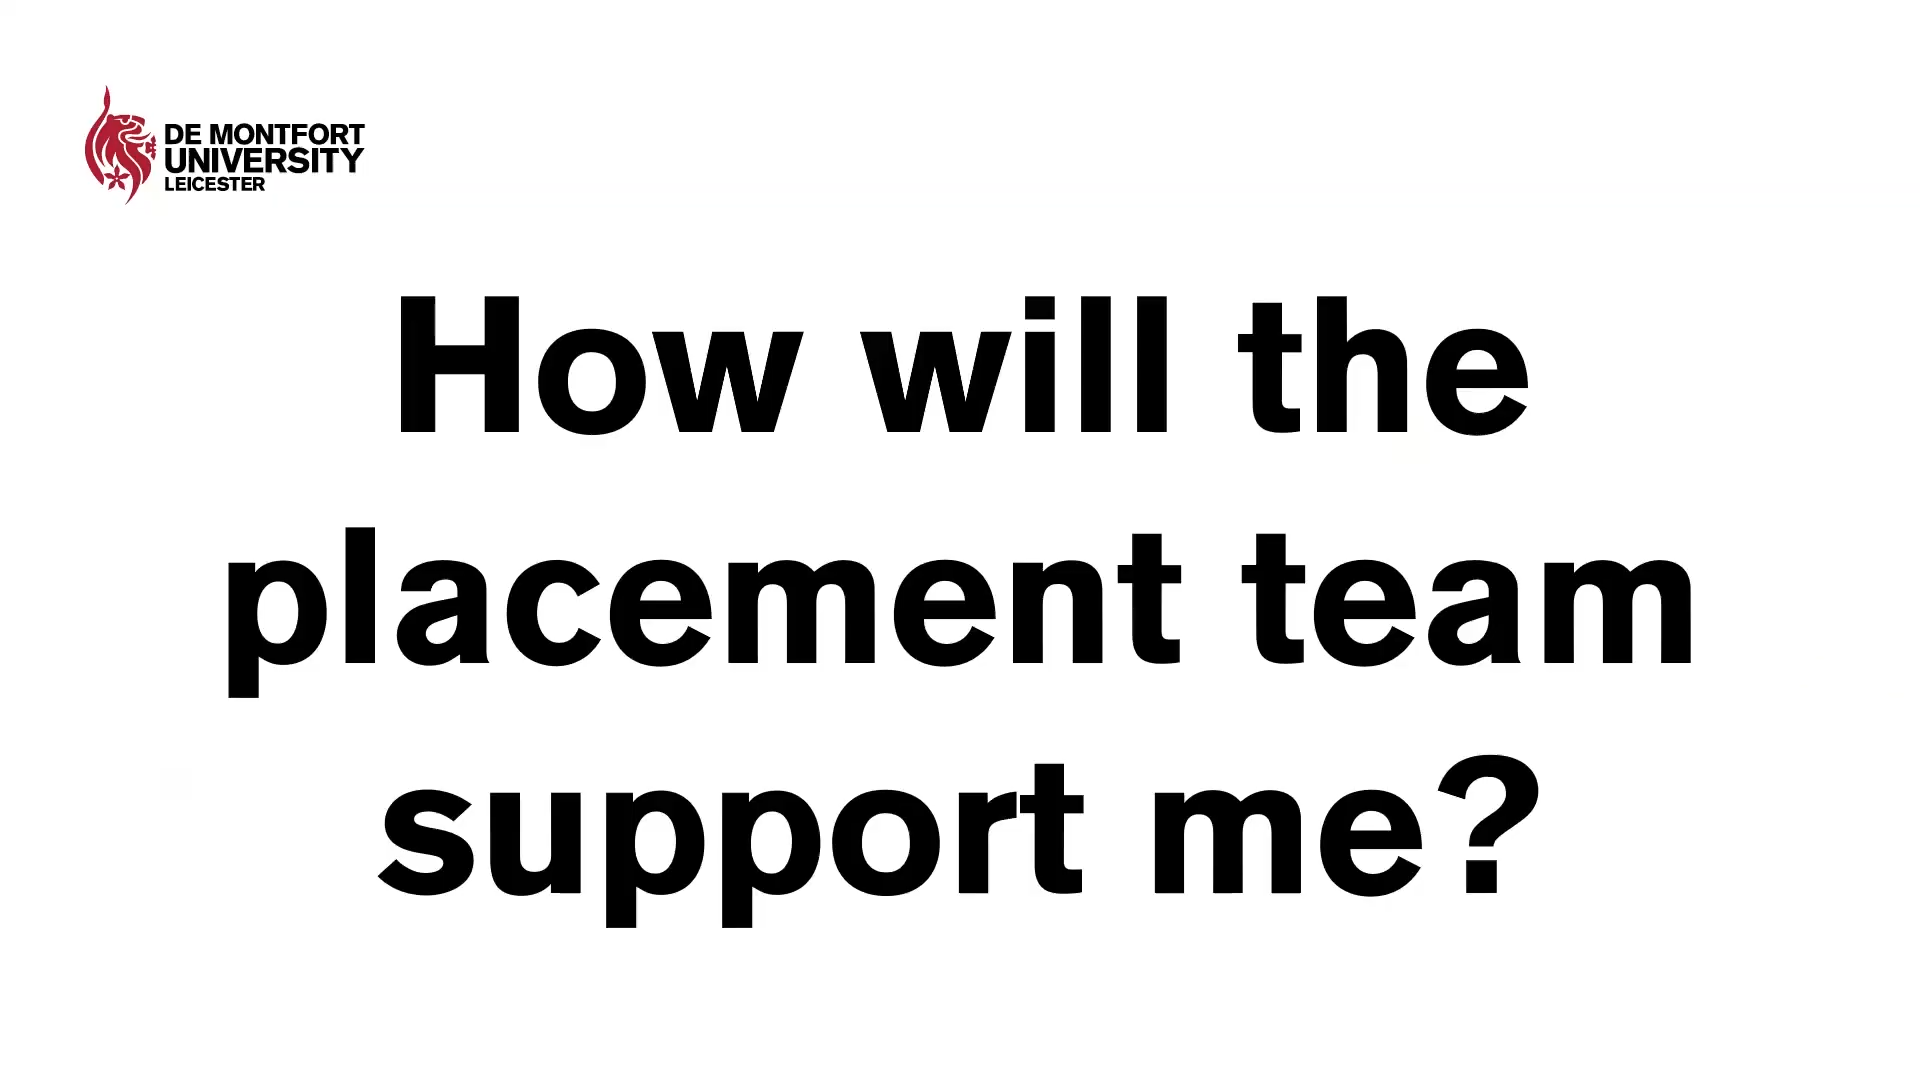 DE MONTFORT
UNIVERSITY
LEICESTER
How will the
placement team
support me?